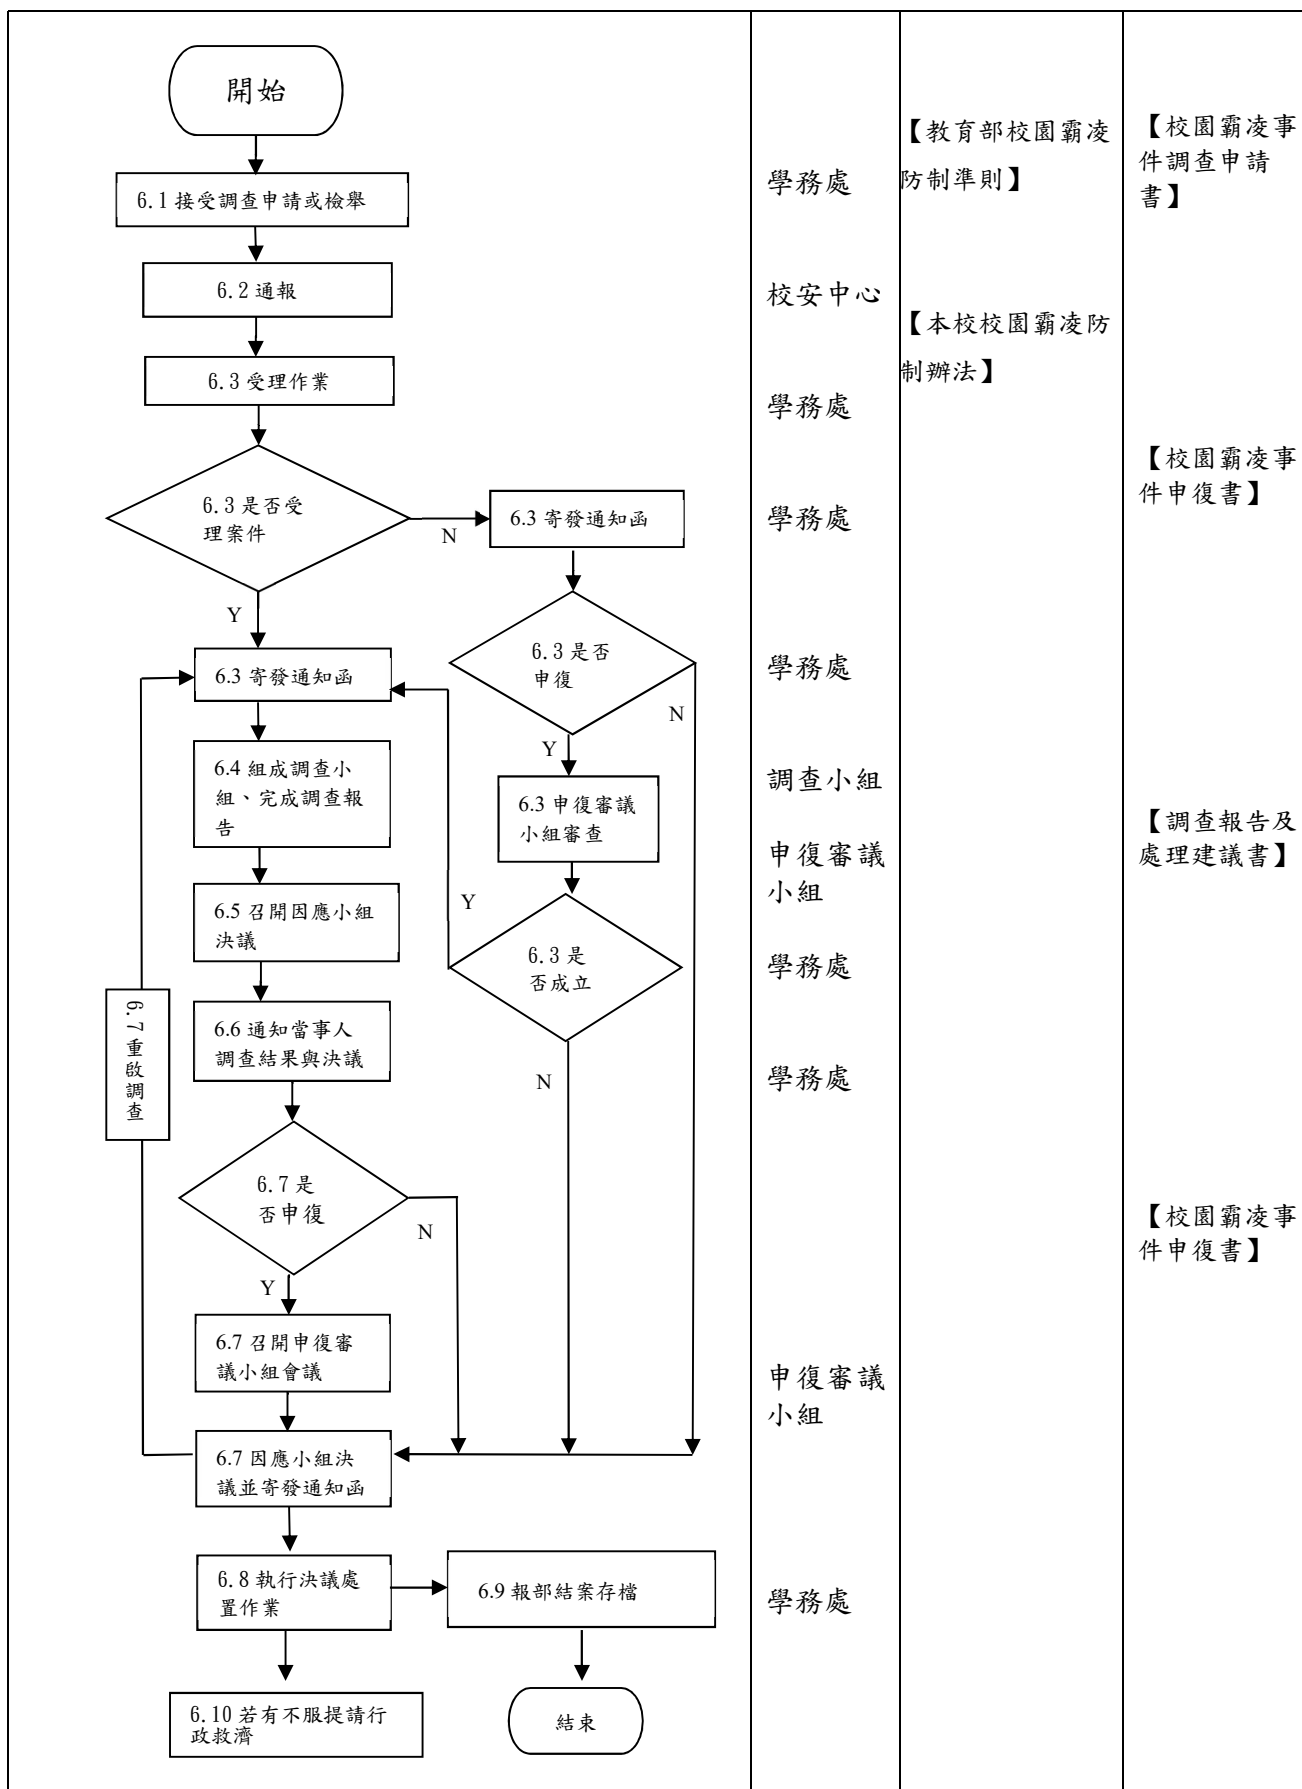 開始
6.1 接受調查申請或檢舉
6.2 通報
6.3 受理作業
6.3 是否受
理案件
N
6.3 寄發通知函
Y
6.3 寄發通知函
6.3 是否
申復
N
Y
6.4 組成調查小
組、完成調查報
告
6.3 申復審議
小組審查
6.5 召開因應小組
決議
Y
6.3 是
否成立
6.7 重啟調查
6.6 通知當事人
調查結果與決議
N
6.7 是
否申復
N
Y
6.7 召開申復審
議小組會議
6.7 因應小組決
議並寄發通知函
6.8 執行決議處
置作業
6.9 報部結案存檔
6.10 若有不服提請行
政救濟
結束
學務處
校安中心
學務處
學務處
學務處
調查小組
申復審議
小組
學務處
學務處
申復審議
小組
學務處
【教育部校園霸凌
防制準則】
【本校校園霸凌防
制辦法】
【校園霸凌事
件調查申請
書】
【校園霸凌事
件申復書】
【調查報告及
處理建議書】
【校園霸凌事
件申復書】